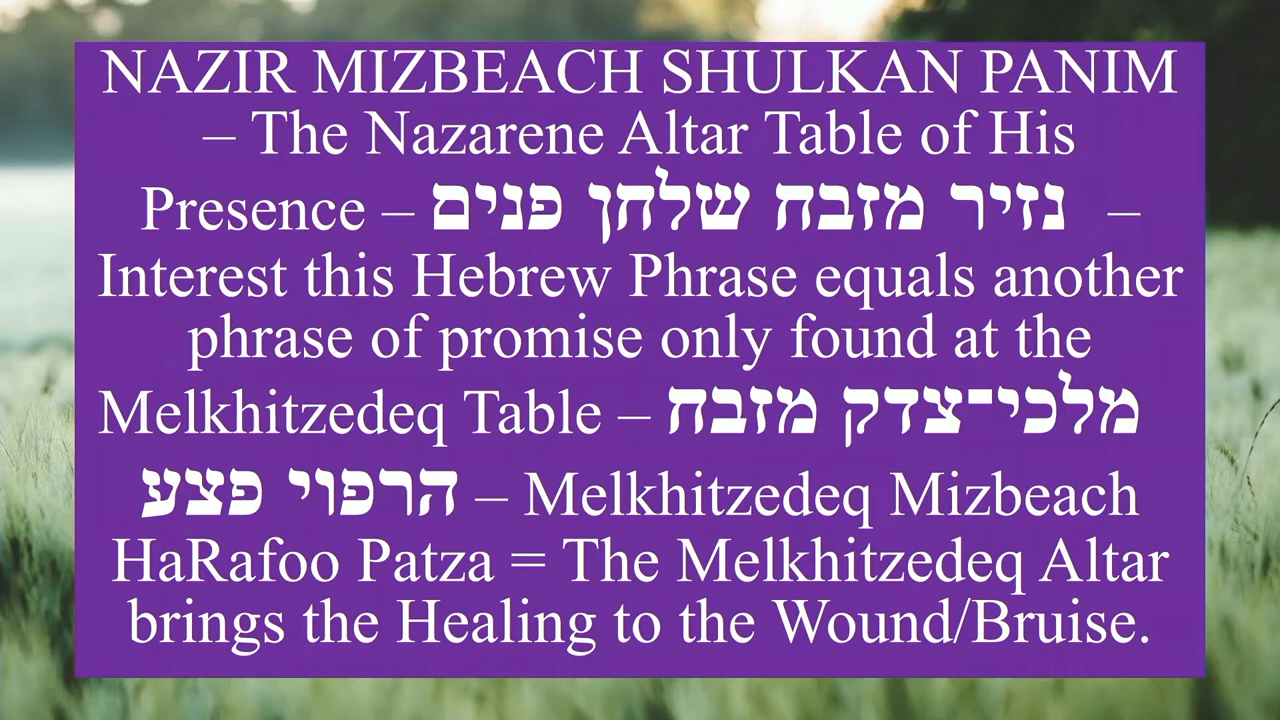 NAZIR MIZBEACH SHULKAN PANIM
– The Nazarene Altar Table of His
Presence – נזיר מזבח שלחן פנים –
Interest this Hebrew Phrase equals another
phrase of promise only found at the
Melkhitzedeq Table – מלכי־צדק מזבח
הרפוי פצע – Melkhitzedeq Mizbeach
HaRafoo Patza = The Melkhitzedeq Altar
brings the Healing to the Wound/Bruise.